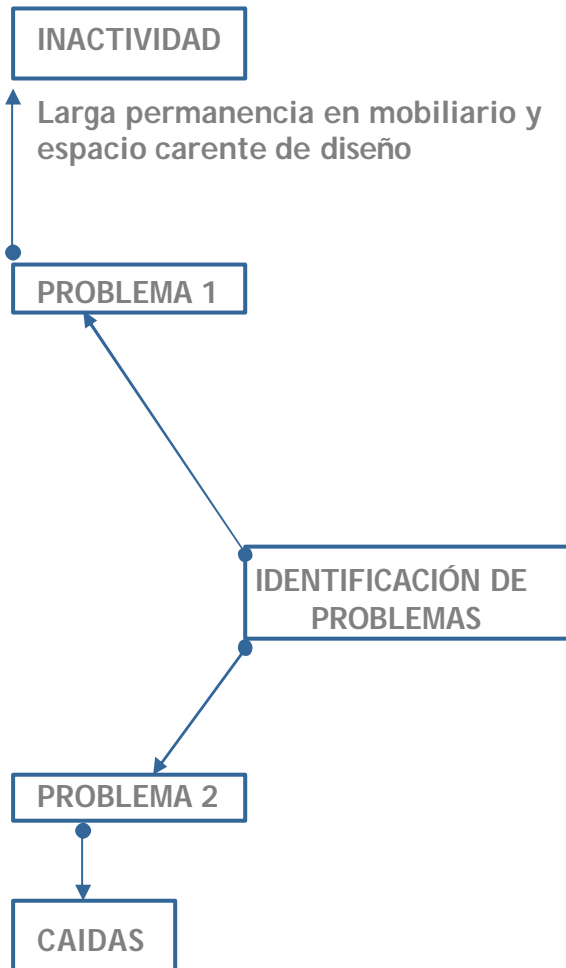 INACTIVIDAD
Larga permanencia en mobiliario y
espacio carente de diseño
PROBLEMA 1
IDENTIFICACIÓN DE
PROBLEMAS
PROBLEMA 2
CAIDAS